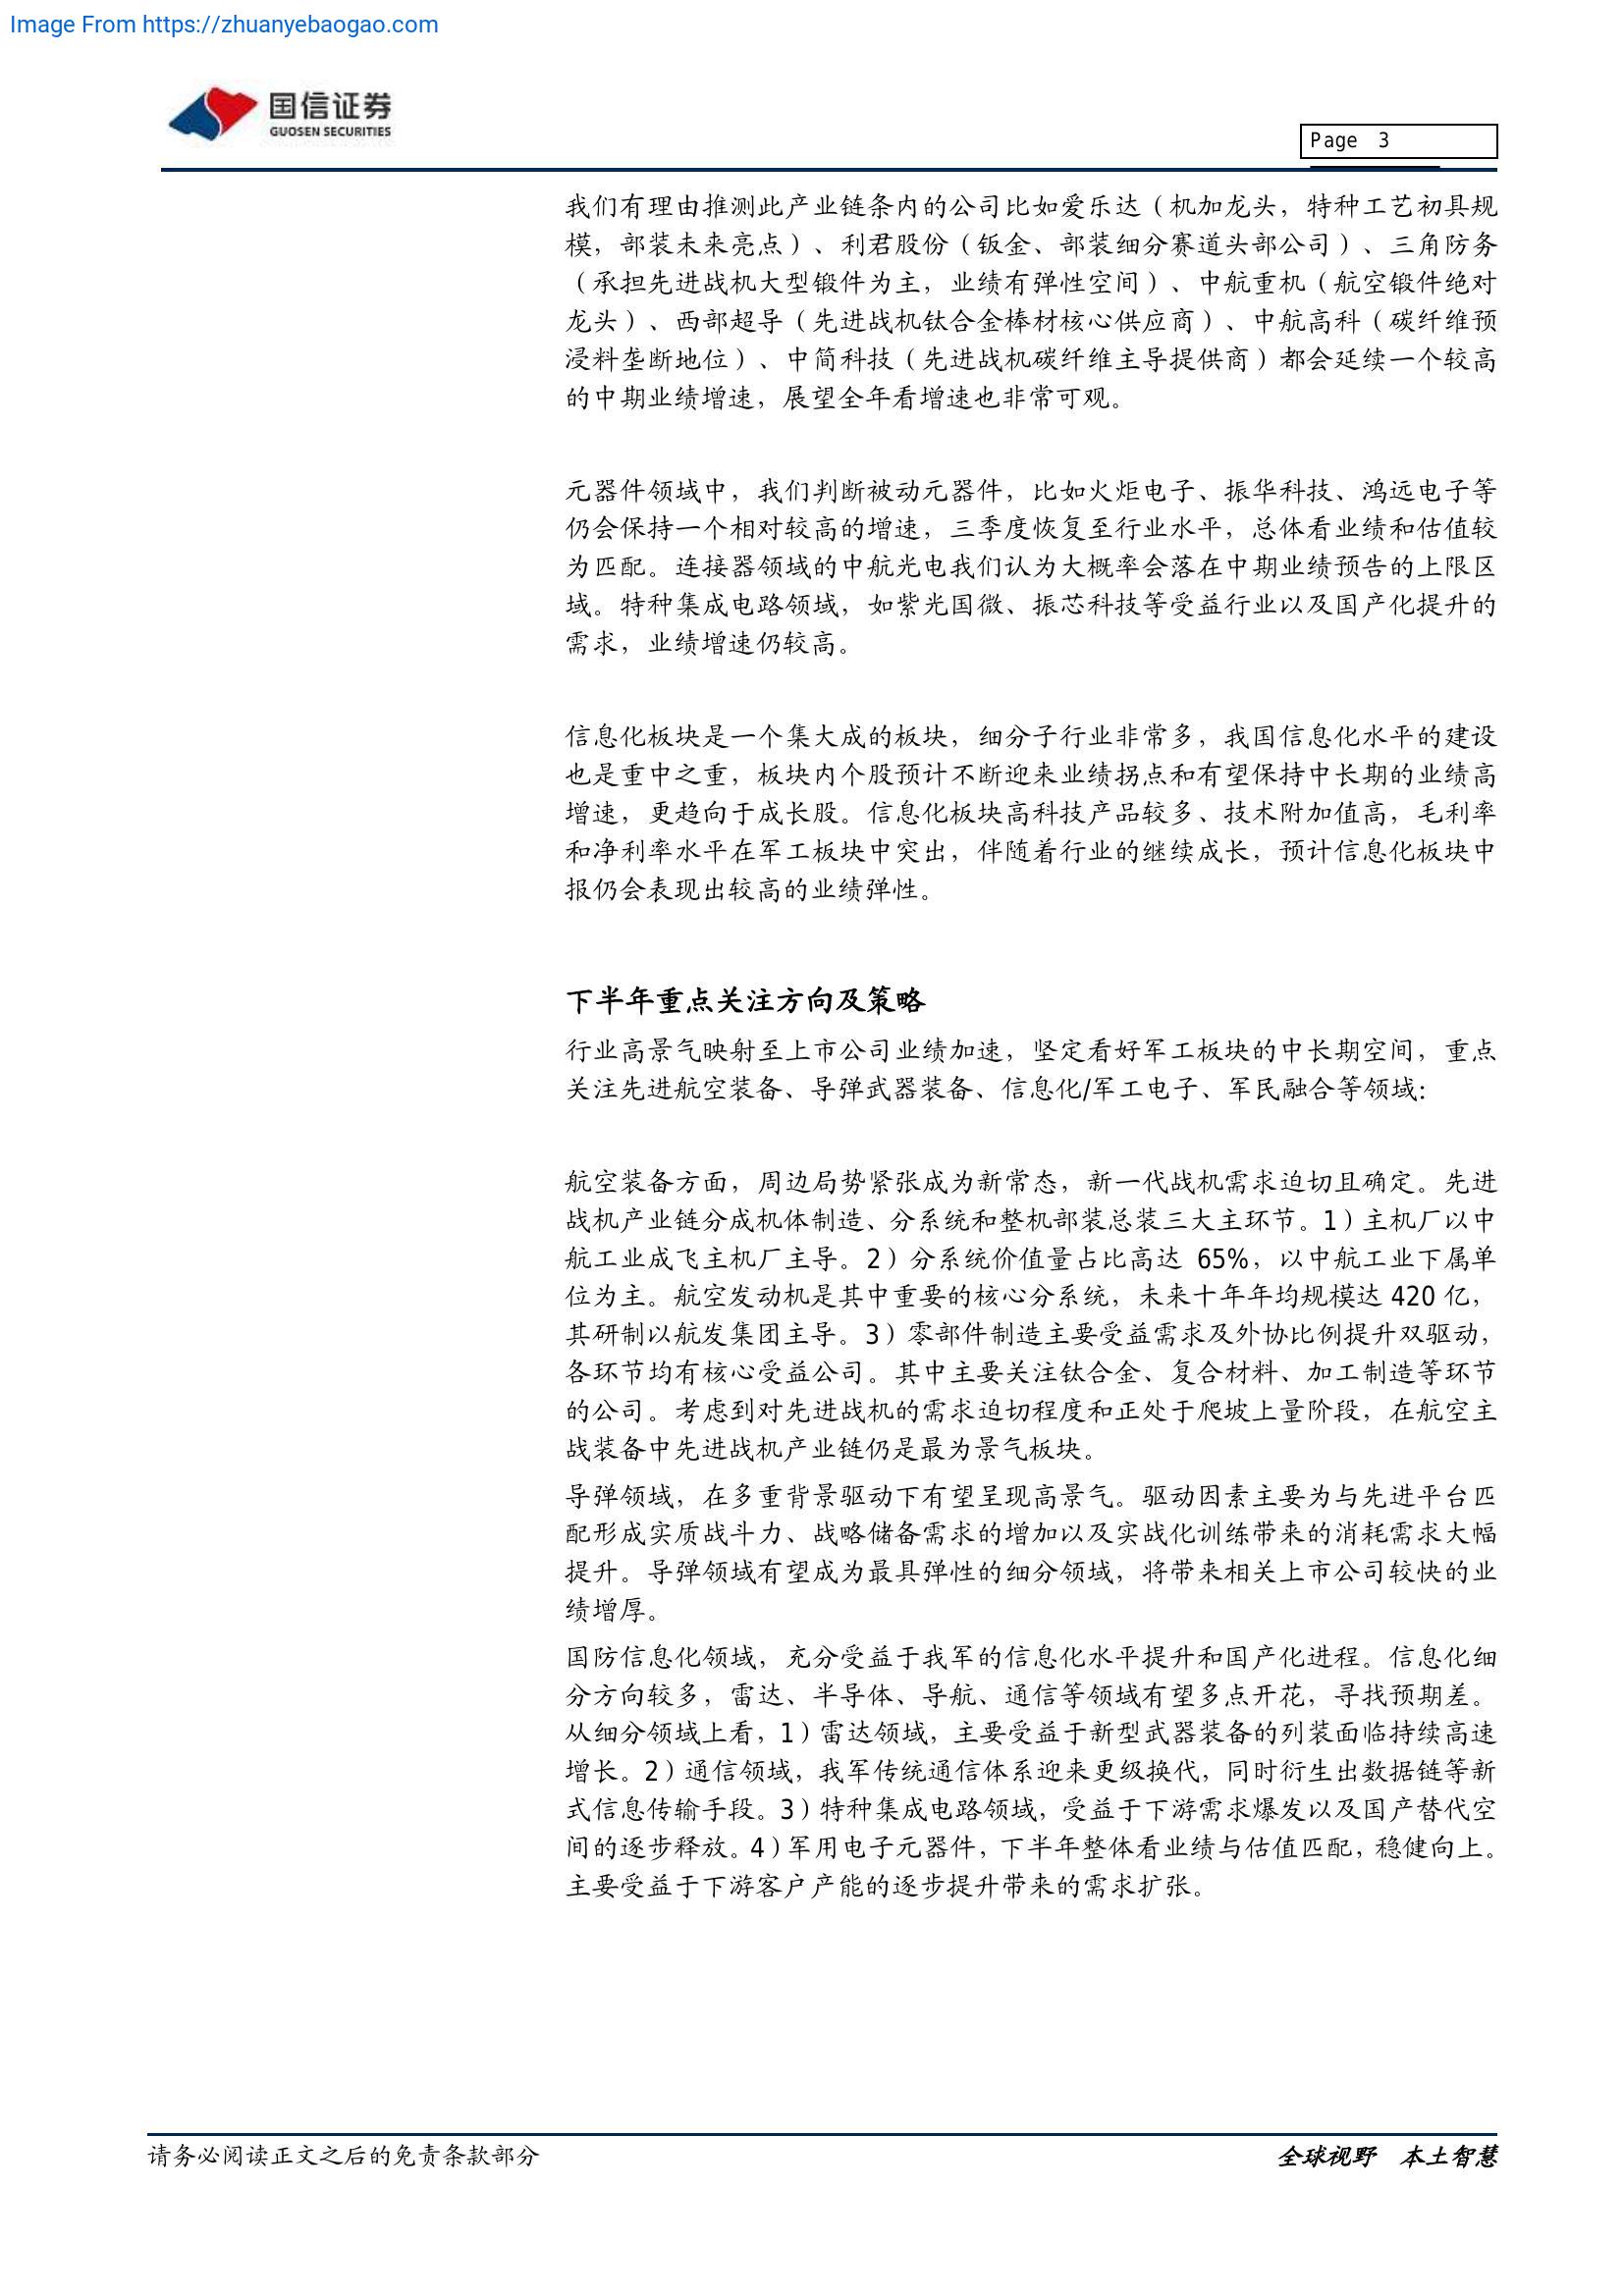 Image From https://zhuanyebaogao.com
国信证券
GUOSEN SECURITIES
Page 3
我们有理由推测此产业链条内的公司比如爱乐达（机加龙头，特种工艺初具规
模，部装未来亮点）、利君股份（钣金、部装细分赛道头部公司）、三角防务
（承担先进战机大型锻件为主，业绩有弹性空间）、中航重机（航空锻件绝对
龙头）、西部超导（先进战机钛合金棒材核心供应商）、中航高科（碳纤维预
浸料垄断地位）、中简科技（先进战机碳纤维主导提供商）都会延续一个较高
的中期业绩增速，展望全年看增速也非常可观。
元器件领域中，我们判断被动元器件，比如火炬电子、振华科技、鸿远电子等
仍会保持一个相对较高的增速，三季度恢复至行业水平，总体看业绩和估值较
为匹配。连接器领域的中航光电我们认为大概率会落在中期业绩预告的上限区
域。特种集成电路领域，如紫光国微、振芯科技等受益行业以及国产化提升的
需求，业绩增速仍较高。
信息化板块是一个集大成的板块，细分子行业非常多，我国信息化水平的建设
也是重中之重，板块内个股预计不断迎来业绩拐点和有望保持中长期的业绩高
增速，更趋向于成长股。信息化板块高科技产品较多、技术附加值高，毛利率
和净利率水平在军工板块中突出，伴随着行业的继续成长，预计信息化板块中
报仍会表现出较高的业绩弹性。
下半年重点关注方向及策略
行业高景气映射至上市公司业绩加速，坚定看好军工板块的中长期空间，重点
关注先进航空装备、导弹武器装备、信息化/军工电子、军民融合等领域：
航空装备方面，周边局势紧张成为新常态，新一代战机需求迫切且确定。先进
战机产业链分成机体制造、分系统和整机部装总装三大主环节。1）主机厂以中
航工业成飞主机厂主导。2）分系统价值量占比高达 65%，以中航工业下属单
位为主。航空发动机是其中重要的核心分系统，未来十年年均规模达 420 亿，
其研制以航发集团主导。3）零部件制造主要受益需求及外协比例提升双驱动，
各环节均有核心受益公司。其中主要关注钛合金、复合材料、加工制造等环节
的公司。考虑到对先进战机的需求迫切程度和正处于爬坡上量阶段，在航空主
战装备中先进战机产业链仍是最为景气板块。
导弹领域，在多重背景驱动下有望呈现高景气。驱动因素主要为与先进平台匹
配形成实质战斗力、战略储备需求的增加以及实战化训练带来的消耗需求大幅
提升。导弹领域有望成为最具弹性的细分领域，将带来相关上市公司较快的业
绩增厚。
国防信息化领域，充分受益于我军的信息化水平提升和国产化进程。信息化细
分方向较多，雷达、半导体、导航、通信等领域有望多点开花，寻找预期差。
从细分领域上看，1）雷达领域，主要受益于新型武器装备的列装面临持续高速
增长。2）通信领域，我军传统通信体系迎来更级换代，同时衍生出数据链等新
式信息传输手段。3）特种集成电路领域，受益于下游需求爆发以及国产替代空
间的逐步释放。4）军用电子元器件，下半年整体看业绩与估值匹配，稳健向上。
主要受益于下游客户产能的逐步提升带来的需求扩张。
请务必阅读正文之后的免责条款部分
全球视野 本土智慧